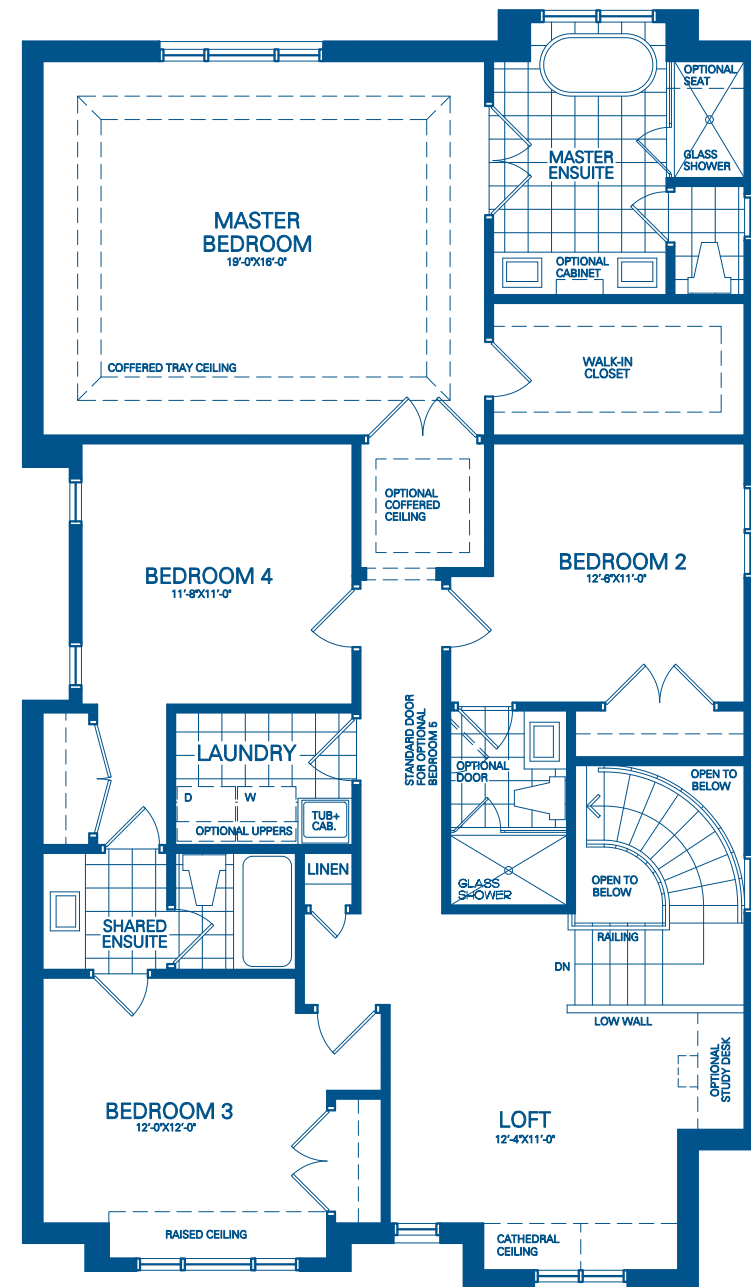 OPTIONAL
SEAT
GLASS
SHOWER
MASTER
ENSUITE
MASTER
BEDROOM
19'-0"X16'-0"
OPTIONAL
CABINET
COFFERED TRAY CEILING
WALK-IN
CLOSET
OPTIONAL
COFFERED
CEILING
BEDROOM 4
11'-8"X11'-0"
BEDROOM 2
12'-6"X11'-0"
STANDARD DOOR
FOR OPTIONAL
BEDROOM 5
LAUNDRY
D
W
OPTIONAL UPPERS
TUB+
CAB.
OPTIONAL
DOOR
OPEN TO
BELOW
LINEN
GLASS
SHOWER
OPEN TO
BELOW
SHARED
ENSUITE
RAILING
DN
LOW WALL
OPTIONAL
STUDY DESK
BEDROOM 3
12'-0"X12'-0"
LOFT
12'-4"X11'-0"
RAISED CEILING
CATHEDRAL
CEILING